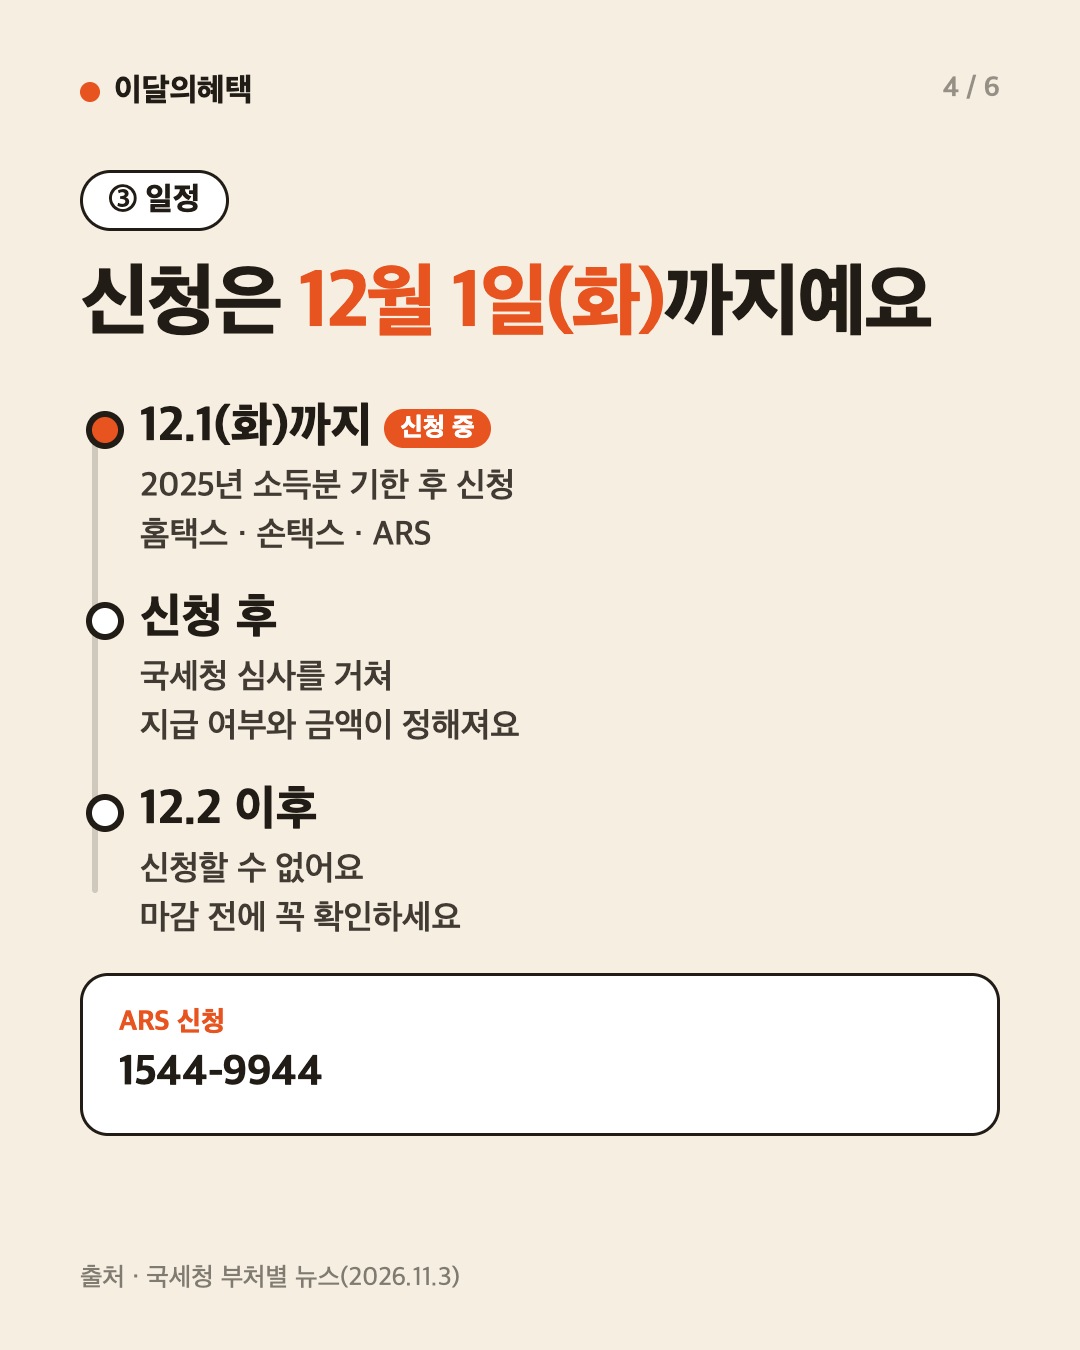 이달의혜택
4 / 6
③ 일정
신청은 12월 1일(화)까지예요
12.1(화)까지 신청 중
2025년 소득분 기한 후 신청
홈택스 · 손택스 · ARS
신청 후
국세청 심사를 거쳐
지급 여부와 금액이 정해져요
12.2 이후
신청할 수 없어요
마감 전에 꼭 확인하세요
ARS 신청
1544-9944
출처 · 국세청 부처별 뉴스(2026.11.3)